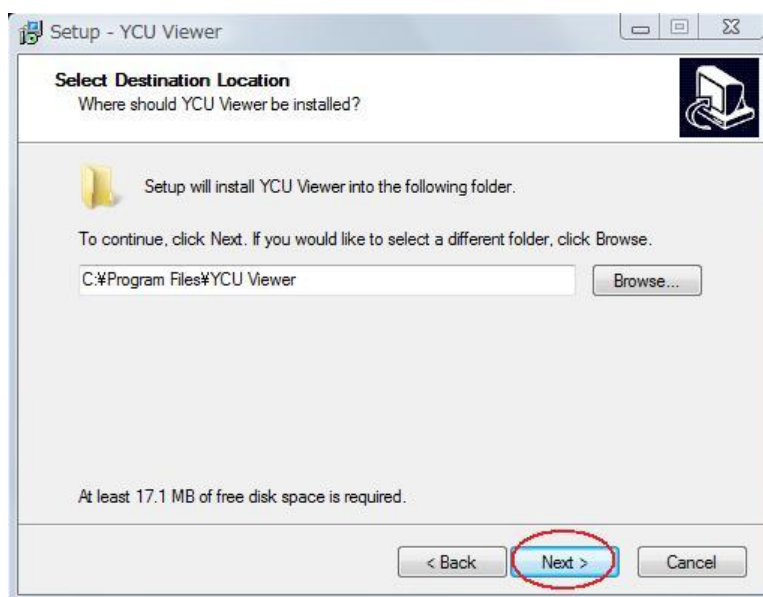 Setup - YCU Viewer
Select Destination Location
Where should YCU Viewer be installed?
Setup will install YCU Viewer into the following folder.
To continue, click Next. If you would like to select a different folder, click Browse.
C:¥Program Files¥YCU Viewer
Browse...
At least 17.1 MB of free disk space is required.
< Back Next > Cancel